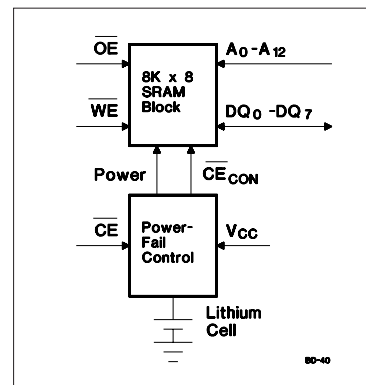 OE
A0-A12
8K x 8
SRAM
Block
WE
DQ0 -DQ7
Power
CECON
CE
Power-
Fail
Control
VCC
Lithium
Cell
BD-40